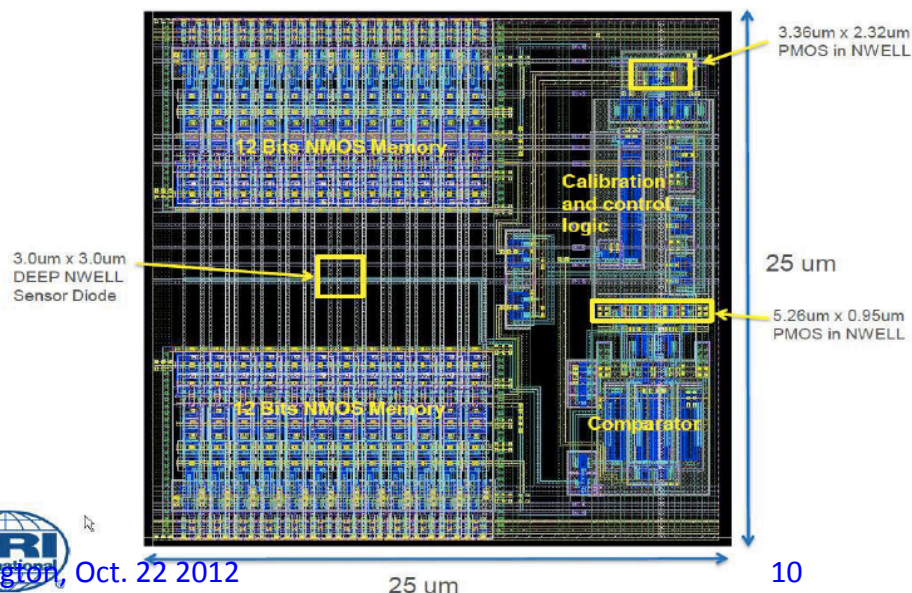 3.36um x 2.32um
PMOS in NWELL
12 Bits NMOS Memory
Calibration
and control
logic
3.0um x 3.0um
DEEP NWELL
Sensor Diode
25 um
5.26um x 0.95um
PMOS in NWELL
12 Bits NMOS Memory
Comparator
Oct. 22 2012
25 um
10